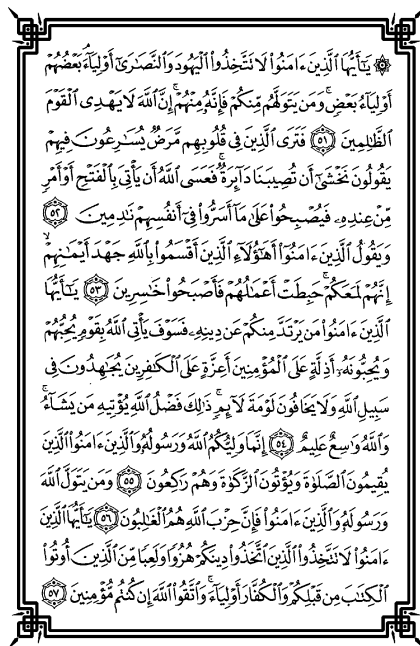 ۞ يَـٰٓأَيُّهَا ٱلَّذِينَ ءَامَنُوا۟ لَا تَتَّخِذُوا۟ ٱلْيَهُودَ وَٱلنَّصَـٰرَىٰٓ أَوْلِيَآءَ ۘ بَعْضُهُمْ
أَوْلِيَآءُ بَعْضٍ ۚ وَمَن يَتَوَلَّهُم مِّنكُمْ فَإِنَّهُۥ مِنْهُمْ ۗ إِنَّ ٱللَّهَ لَا يَهْدِى ٱلْقَوْمَ
ٱلظَّـٰلِمِينَ ٥١ فَتَرَى ٱلَّذِينَ فِى قُلُوبِهِم مَّرَضٌ يُسَـٰرِعُونَ فِيهِمْ
يَقُولُونَ نَخْشَىٰٓ أَن تُصِيبَنَا دَآئِرَةٌ ۚ فَعَسَى ٱللَّهُ أَن يَأْتِىَ بِٱلْفَتْحِ أَوْ أَمْرٍ
مِّنْ عِندِهِۦ فَيُصْبِحُوا۟ عَلَىٰ مَآ أَسَرُّوا۟ فِىٓ أَنفُسِهِمْ نَـٰدِمِينَ ٥٢
وَيَقُولُ ٱلَّذِينَ ءَامَنُوٓا۟ أَهَـٰٓؤُلَآءِ ٱلَّذِينَ أَقْسَمُوا۟ بِٱللَّهِ جَهْدَ أَيْمَـٰنِهِمْ ۙ
إِنَّهُمْ لَمَعَكُمْ ۚ حَبِطَتْ أَعْمَـٰلُهُمْ فَأَصْبَحُوا۟ خَـٰسِرِينَ ٥٣ يَـٰٓأَيُّهَا
ٱلَّذِينَ ءَامَنُوا۟ مَن يَرْتَدَّ مِنكُمْ عَن دِينِهِۦ فَسَوْفَ يَأْتِى ٱللَّهُ بِقَوْمٍ يُحِبُّهُمْ
وَيُحِبُّونَهُۥٓ أَذِلَّةٍ عَلَى ٱلْمُؤْمِنِينَ أَعِزَّةٍ عَلَى ٱلْكَـٰفِرِينَ يُجَـٰهِدُونَ فِى
سَبِيلِ ٱللَّهِ وَلَا يَخَافُونَ لَوْمَةَ لَآئِمٍ ۚ ذَٰلِكَ فَضْلُ ٱللَّهِ يُؤْتِيهِ مَن يَشَآءُ ۚ
وَٱللَّهُ وَٰسِعٌ عَلِيمٌ ٥٤ إِنَّمَا وَلِيُّكُمُ ٱللَّهُ وَرَسُولُهُۥ وَٱلَّذِينَ ءَامَنُوا۟ ٱلَّذِينَ
يُقِيمُونَ ٱلصَّلَوٰةَ وَيُؤْتُونَ ٱلزَّكَوٰةَ وَهُمْ رَٰكِعُونَ ٥٥ وَمَن يَتَوَلَّ ٱللَّهَ
وَرَسُولَهُۥ وَٱلَّذِينَ ءَامَنُوا۟ فَإِنَّ حِزْبَ ٱللَّهِ هُمُ ٱلْغَـٰلِبُونَ ٥٦ يَـٰٓأَيُّهَا ٱلَّذِينَ
ءَامَنُوا۟ لَا تَتَّخِذُوا۟ ٱلَّذِينَ ٱتَّخَذُوا۟ دِينَكُمْ هُزُوًا وَلَعِبًا مِّنَ ٱلَّذِينَ أُوتُوا۟
ٱلْكِتَـٰبَ مِن قَبْلِكُمْ وَٱلْكُفَّارَ أَوْلِيَآءَ ۚ وَٱتَّقُوا۟ ٱللَّهَ إِن كُنتُم مُّؤْمِنِينَ ٥٧